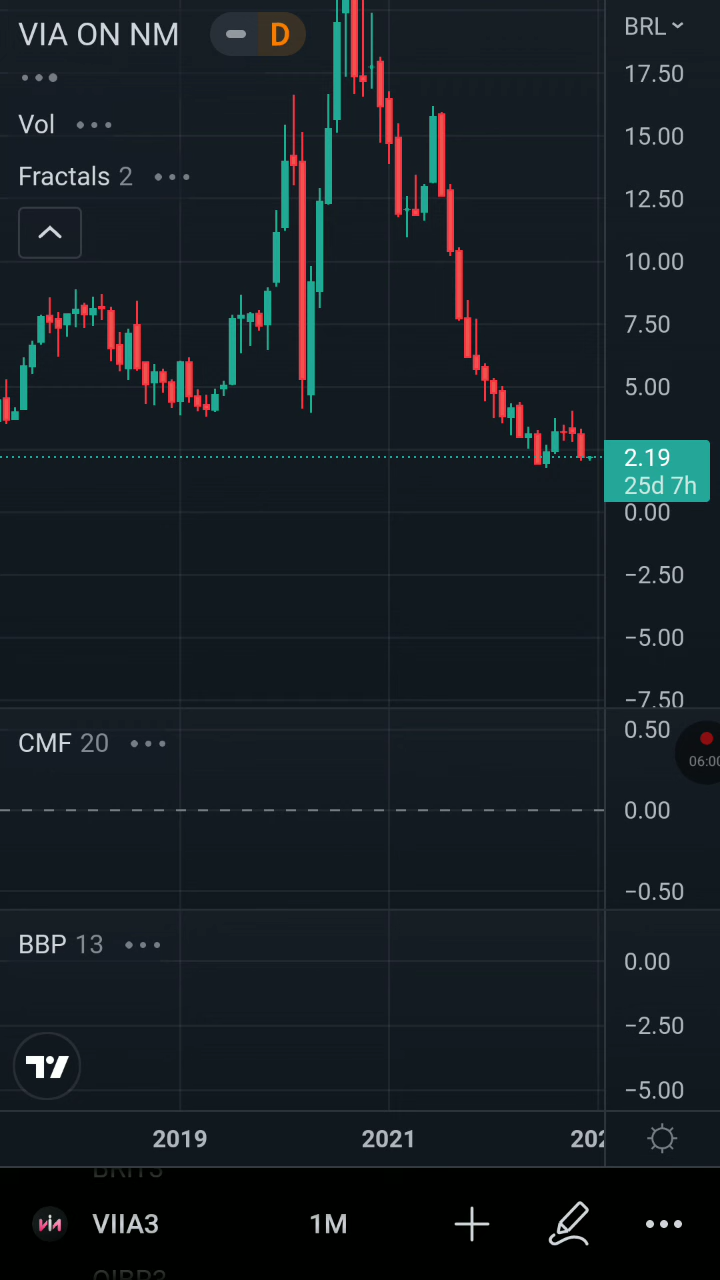 VIA ON NM
D
BRL
17.50
Vol
15.00
Fractals 2
12.50
10.00
7.50
5.00
2.19
25d 7h
0.00
−2.50
−5.00
−7.50
CMF 20
0.50
06:00
0.00
−0.50
BBP 13
0.00
−2.50
−5.00
2019
2021
202
VIIA3
1M